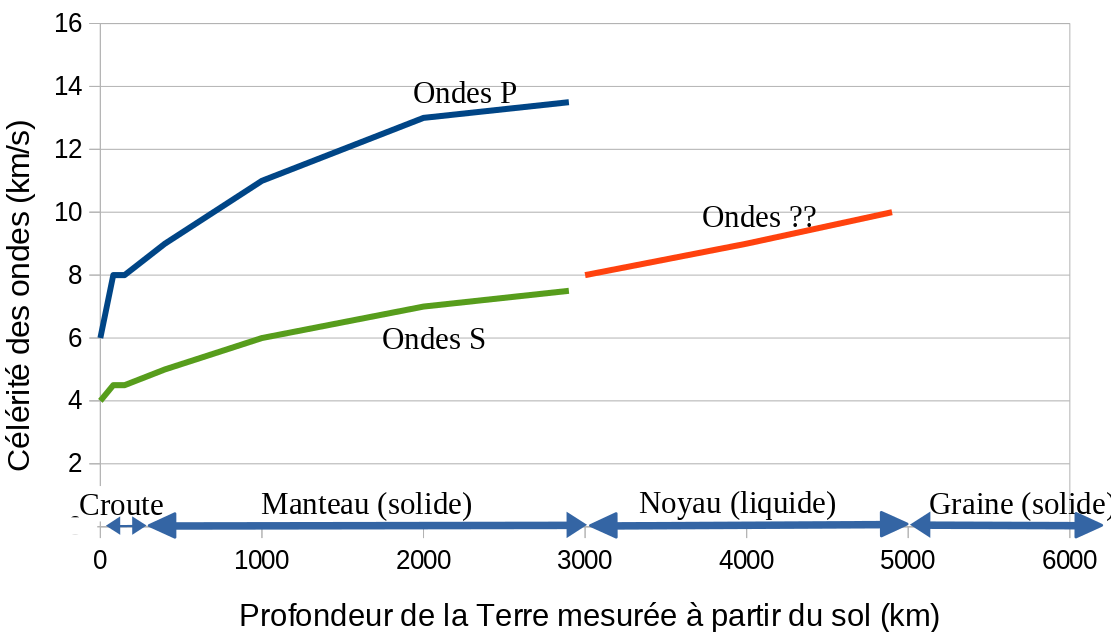 16
14
12
10
8
6
4
2
Célérité des ondes (km/s)
Ondes P
Ondes ??
Ondes S
Croute
Manteau (solide)
Noyau (liquide)
Graine (solide)
0
1000
2000
3000
4000
5000
6000
Profondeur de la Terre mesurée à partir du sol (km)